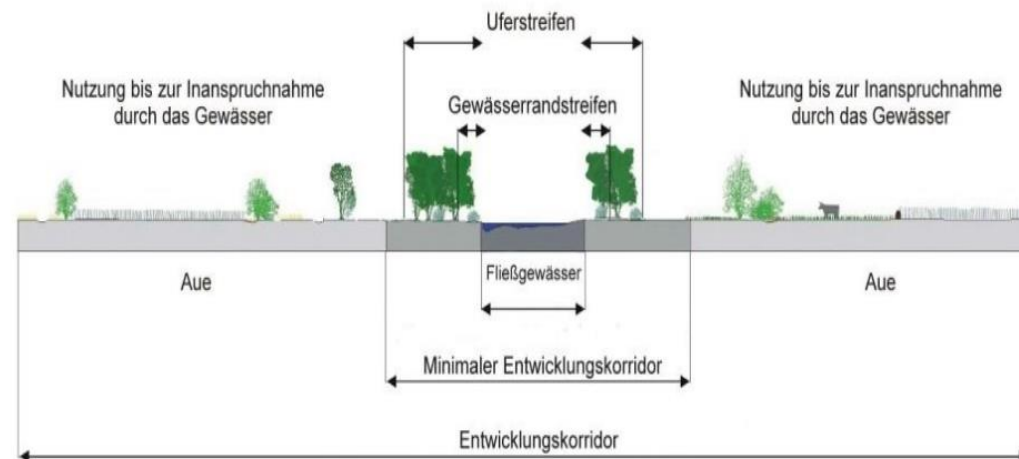 Uferstreifen
Nutzung bis zur Inanspruchnahme
durch das Gewässer
Gewässerrandstreifen
Nutzung bis zur Inanspruchnahme
durch das Gewässer
Aue
Fließgewässer
Aue
Minimaler Entwicklungskorridor
Entwicklungskorridor